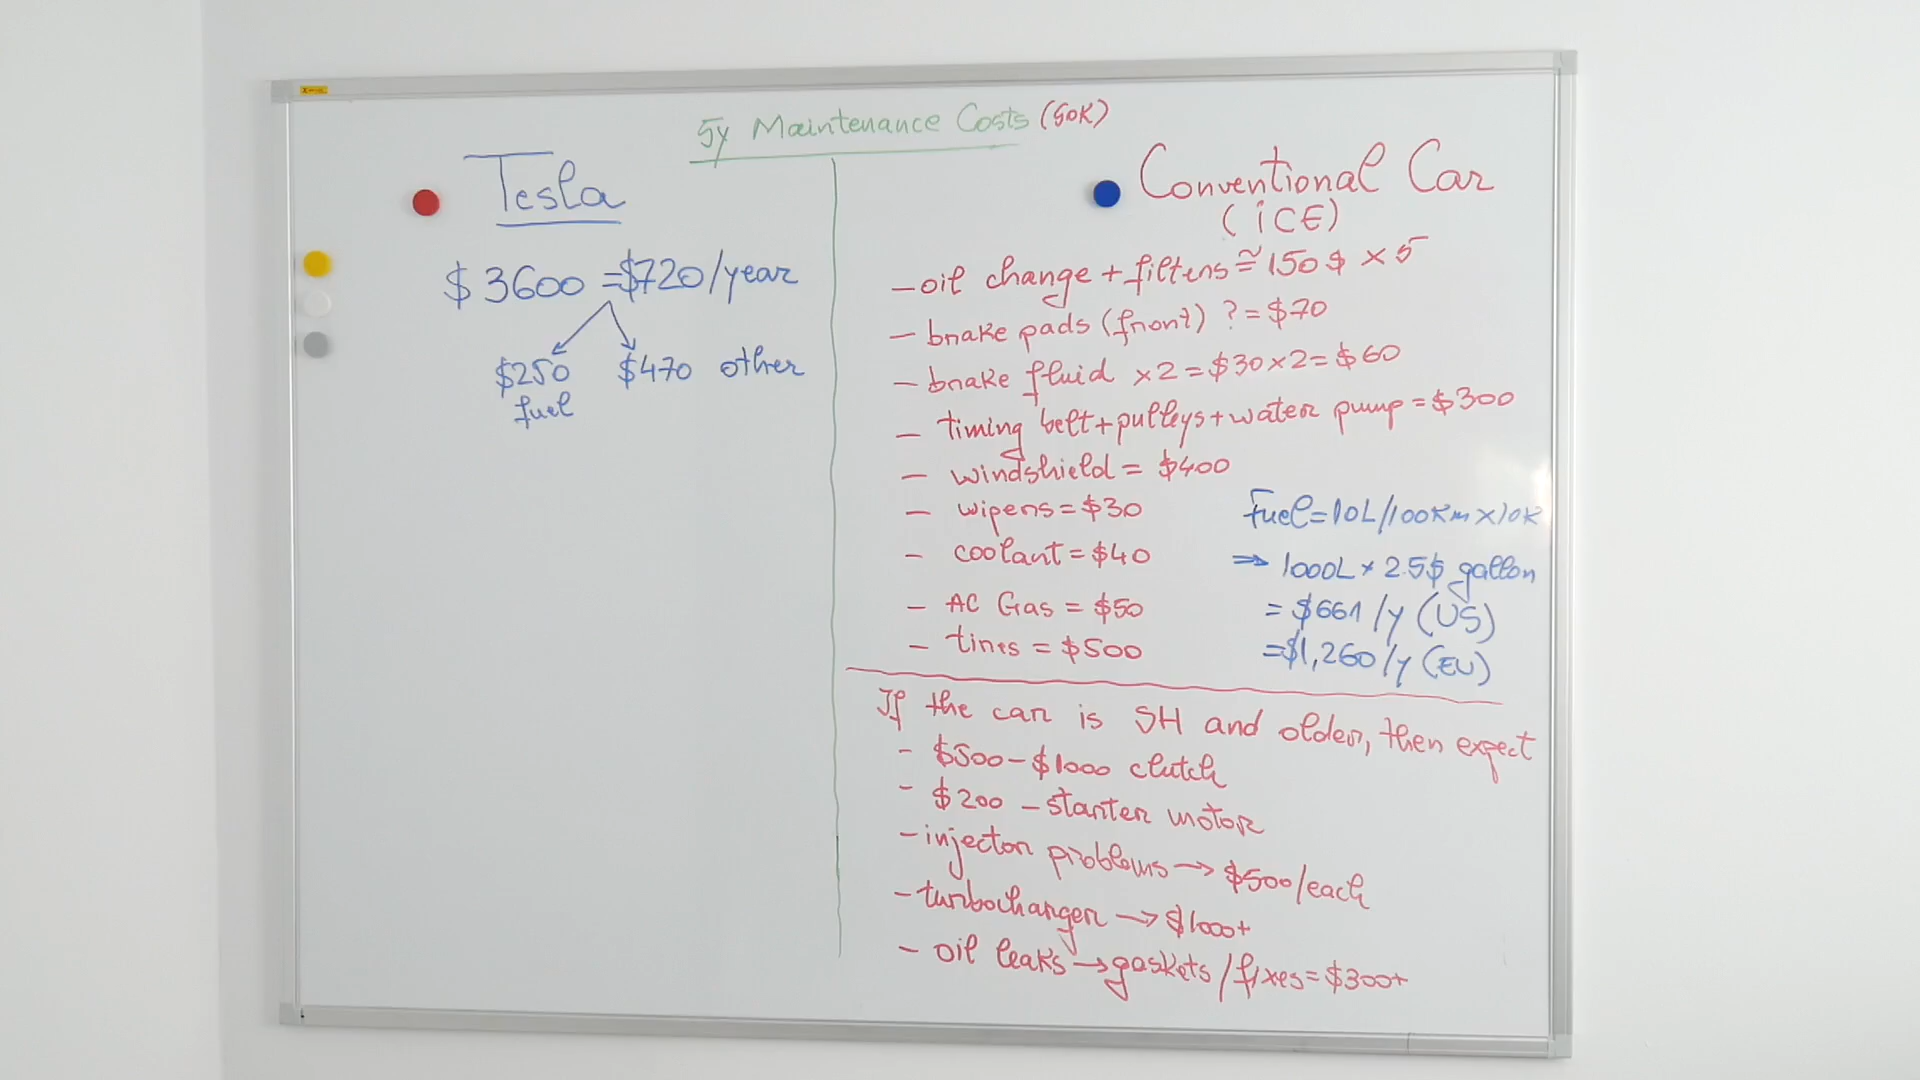 5y Maintenance Costs (50K)
Tesla
$3600 =$720/year
$250
fuel
$470 other
Conventional Car
(iCE)
– oil change + filters ≅ 150$ × 5
– brake pads (front) ? = $70
– brake fluid ×2 = $30×2= $60
– timing belt+pulleys+water pump = $300
– windshield = $400
– wipers = $30
– coolant = $40
– AC Gas = $50
– tires = $500
Fuel = 10L/100Km×10K
⇒ 1000L × 2.5$ gallon
= $661/y (US)
=$1,260/y (EU)
If the car is SH and older, then expect
- $500–$1000 clutch
- $200 – starter motor
– injector problems → $500/each
– turbocharger → $1000+
– oil leaks → gaskets/fixes = $300+